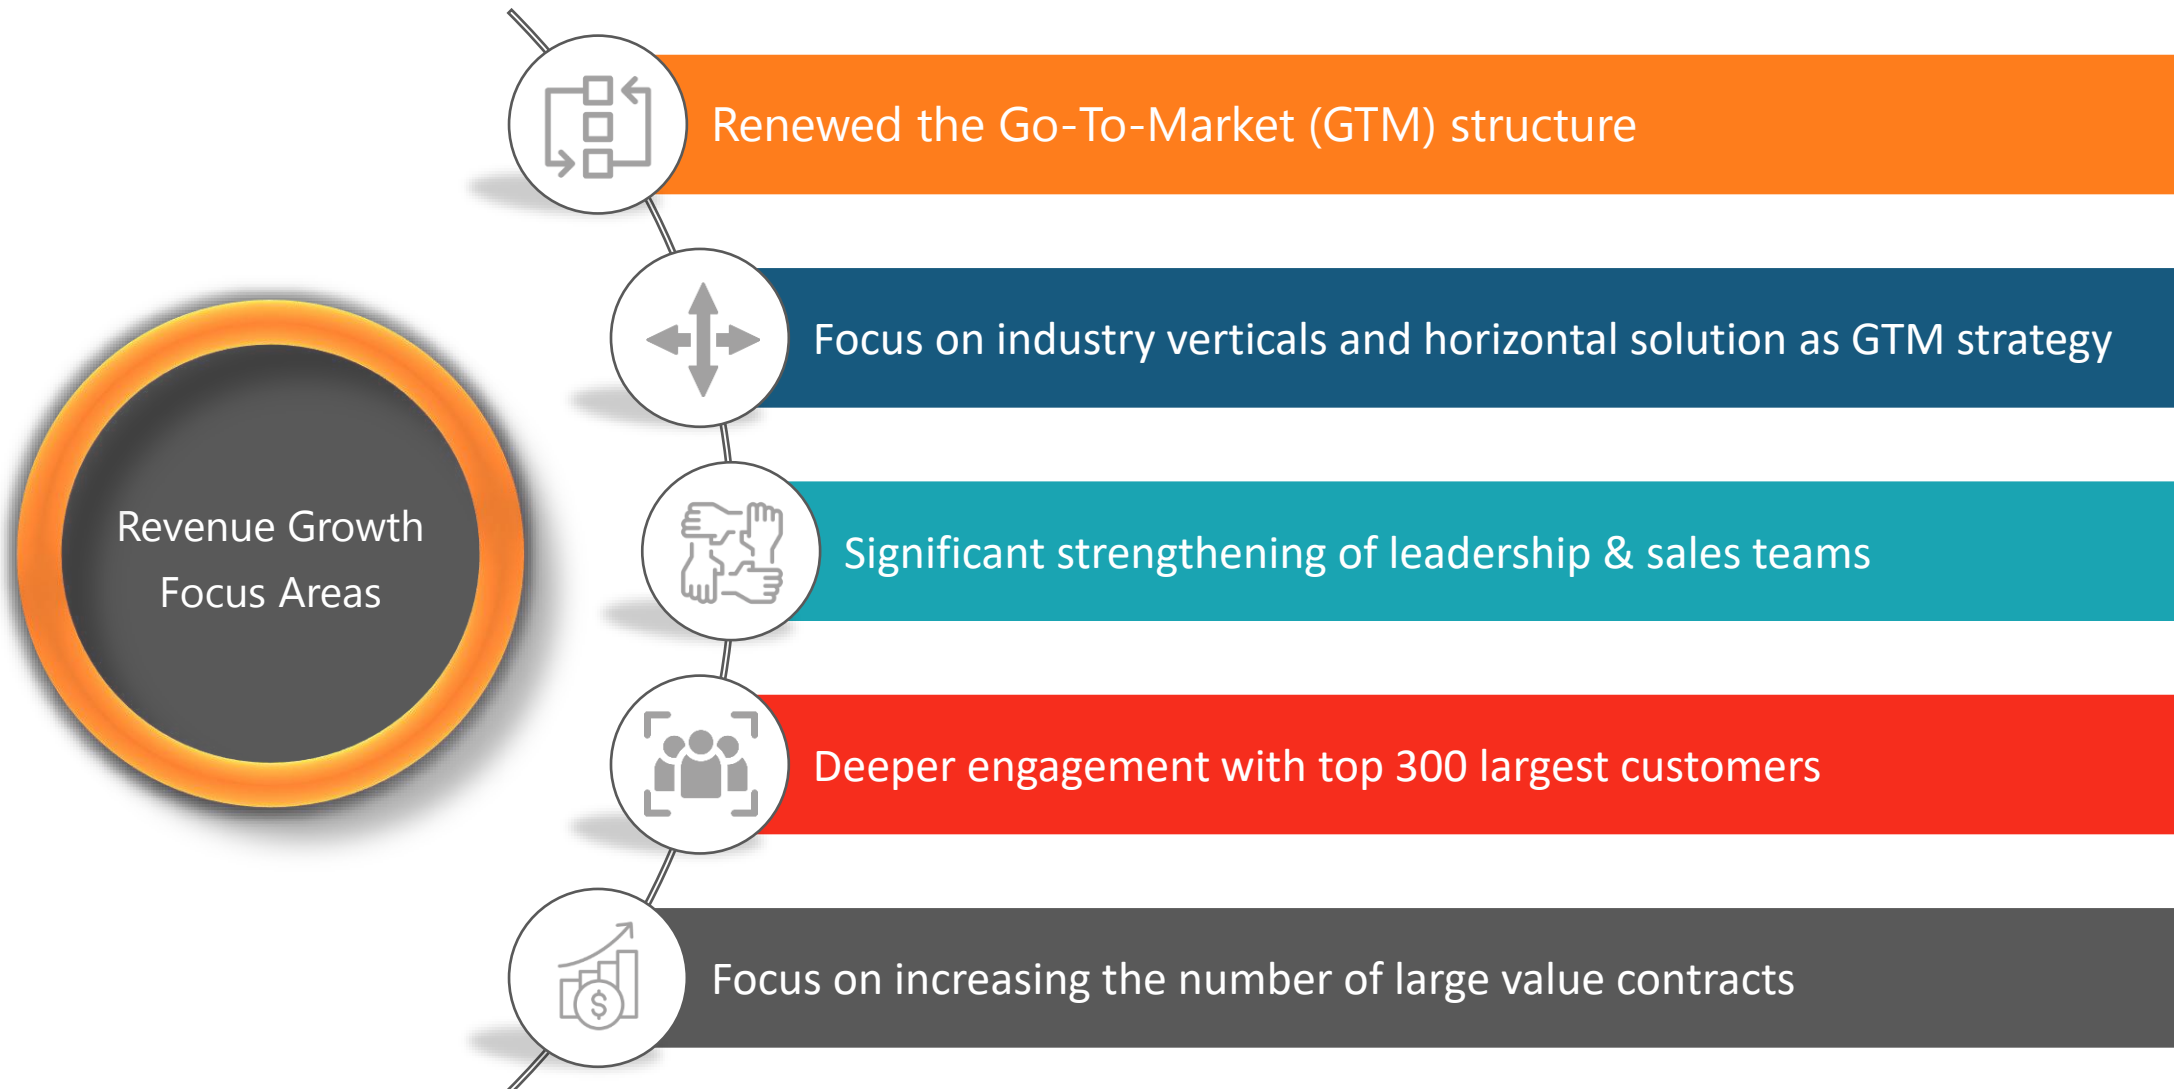 Revenue Growth
Focus Areas
Renewed the Go-To-Market (GTM) structure
Focus on industry verticals and horizontal solution as GTM strategy
Significant strengthening of leadership & sales teams
Deeper engagement with top 300 largest customers
$
Focus on increasing the number of large value contracts